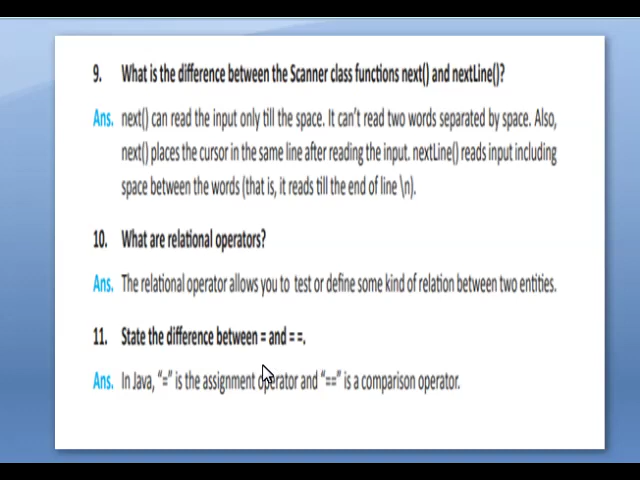 9. What is the difference between the Scanner class functions next() and nextLine()?
Ans. next() can read the input only till the space. It can't read two words separated by space. Also,
next() places the cursor in the same line after reading the input. nextLine() reads input including
space between the words (that is, it reads till the end of line \n).
10. What are relational operators?
Ans. The relational operator allows you to test or define some kind of relation between two entities.
11. State the difference between = and = =.
Ans. In Java, "=" is the assignment operator and "==" is a comparison operator.